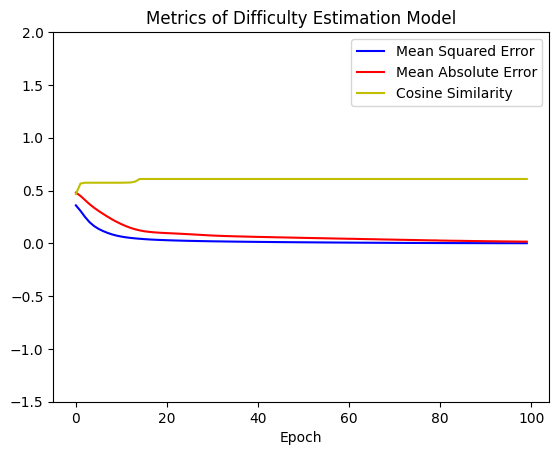 Metrics of Difficulty Estimation Model
2.0
1.5
1.0
0.5
0.0
-0.5
-1.0
-1.5
Mean Squared Error
Mean Absolute Error
Cosine Similarity
0 20 40 60 80 100
Epoch